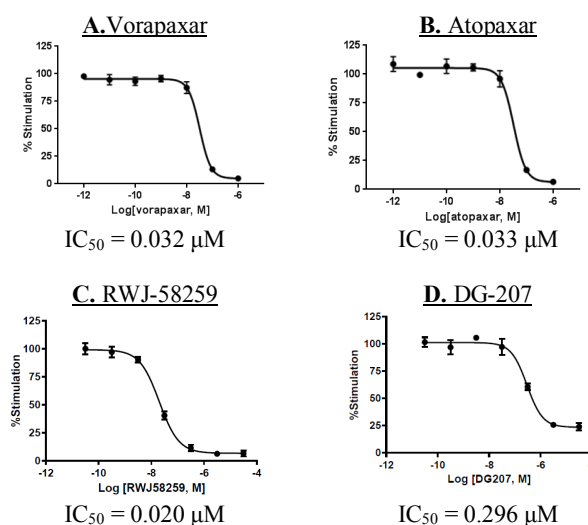 A.Vorapaxar
125
100
75
50
25
0
% Stimulation
-12 -10 -8 -6
Log[vorapaxar, M]
IC50 = 0.032 μM
B. Atopaxar
125
100
75
50
25
0
% Stimulation
-12 -10 -8 -6
Log[atopaxar, M]
IC50 = 0.033 μM
C. RWJ-58259
125
100
75
50
25
0
%Stimulation
-12 -10 -8 -6 -4
Log [RWJ58259, M]
IC50 = 0.020 μM
D. DG-207
125
100
75
50
25
0
%Stimulation
-12 -10 -8 -6 -4
Log [DG207, M]
IC50 = 0.296 μM